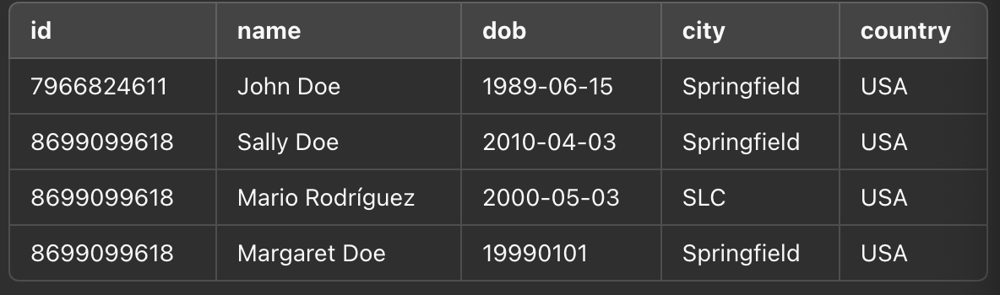 id name dob city country
7966824611 John Doe 1989-06-15 Springfield USA
8699099618 Sally Doe 2010-04-03 Springfield USA
8699099618 Mario Rodríguez 2000-05-03 SLC USA
8699099618 Margaret Doe 19990101 Springfield USA